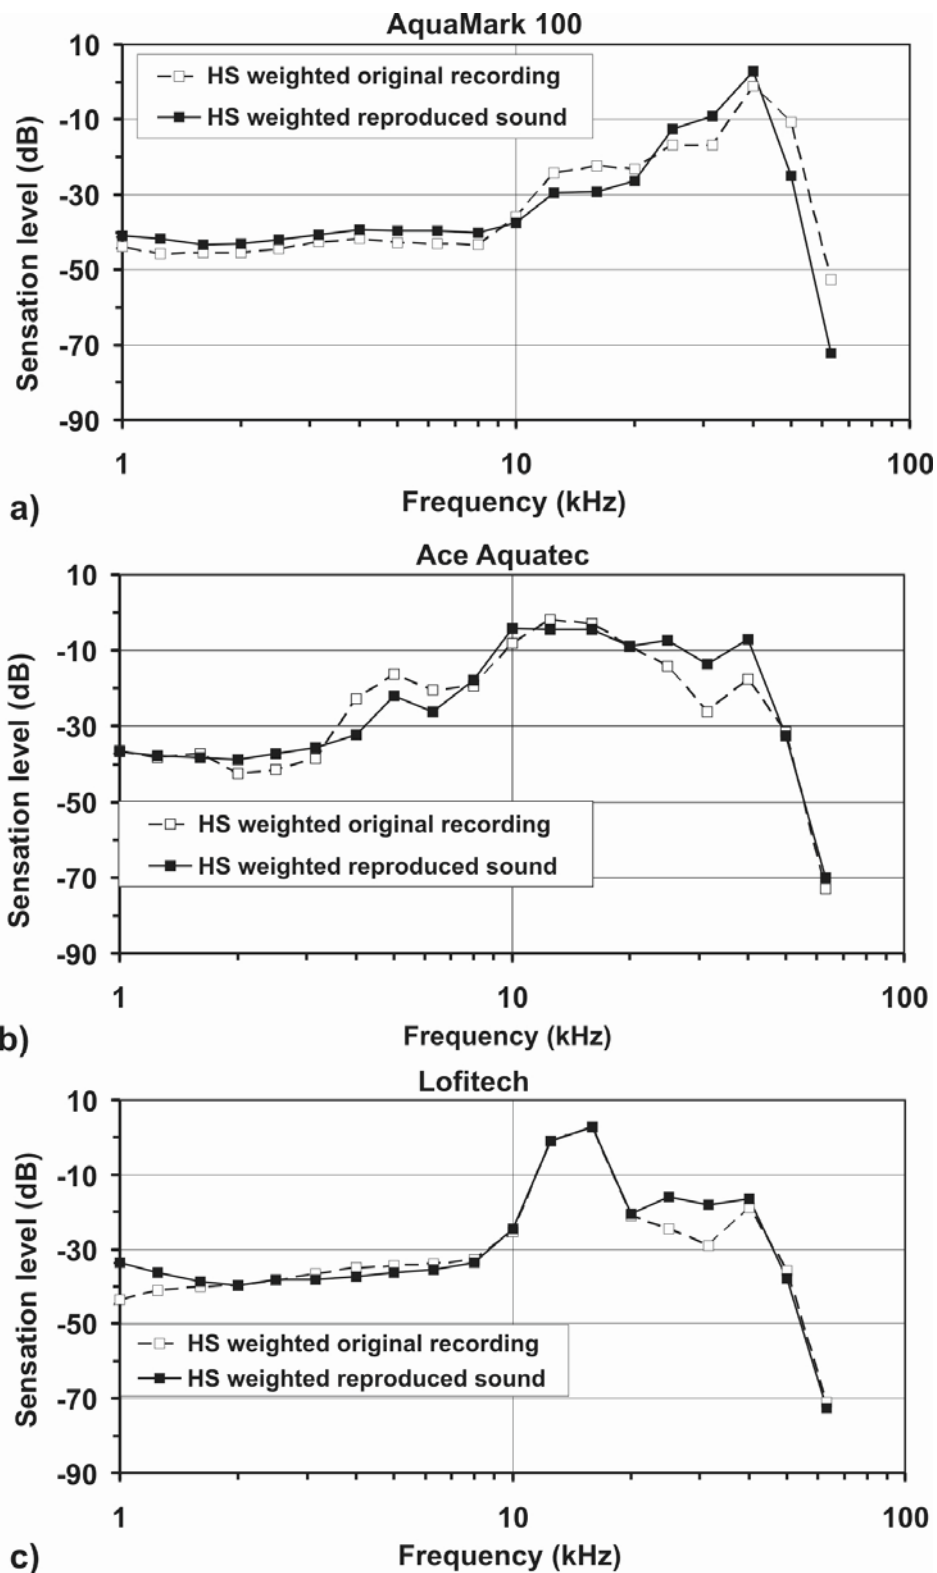 AquaMark 100
HS weighted original recording
HS weighted reproduced sound
Sensation level (dB)
10
-10
-30
-50
-70
-90
1 10 100
Frequency (kHz)
a)
Ace Aquatec
10
-10
-30
-50
-70
-90
Sensation level (dB)
HS weighted original recording
HS weighted reproduced sound
1 10 100
Frequency (kHz)
b)
Lofitech
10
-10
-30
-50
-70
-90
Sensation level (dB)
HS weighted original recording
HS weighted reproduced sound
1 10 100
Frequency (kHz)
c)